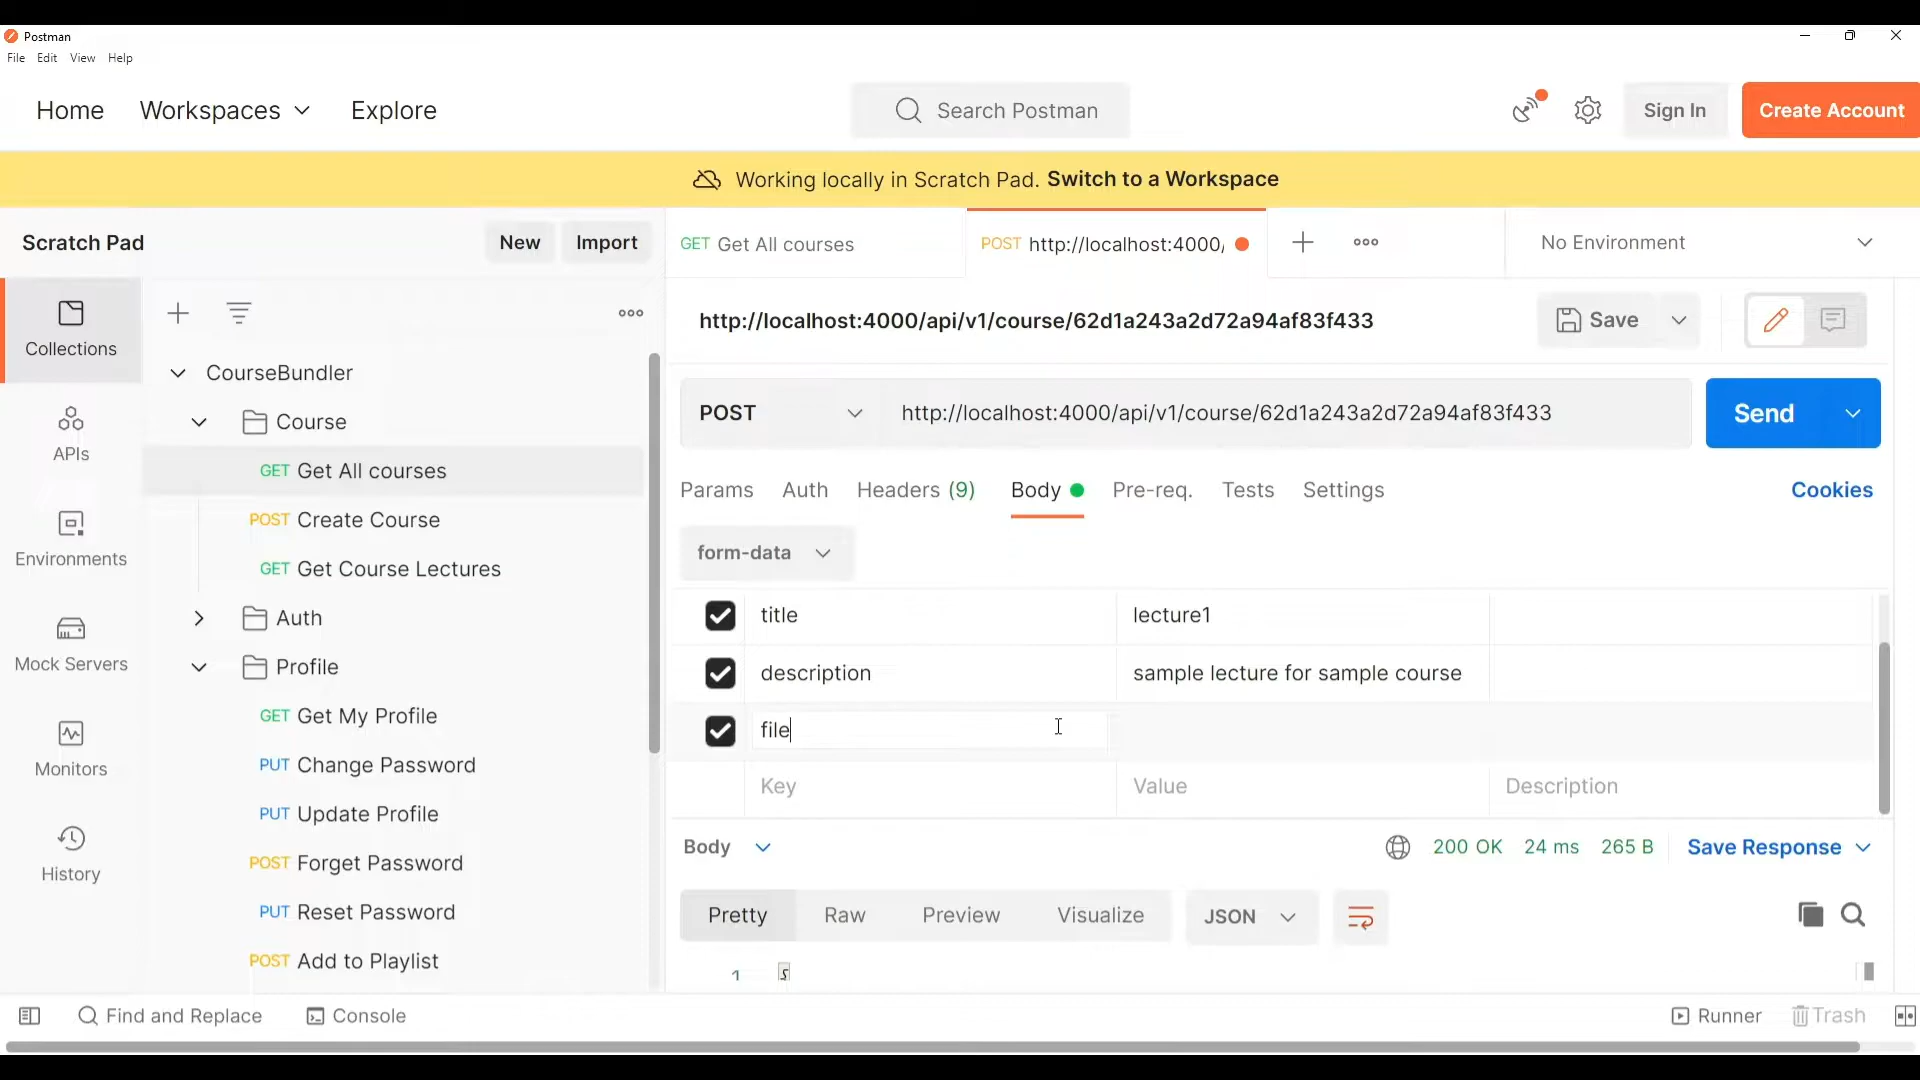 Postman
File Edit View Help
Home Workspaces Explore Search Postman Sign In Create Account
Working locally in Scratch Pad. Switch to a Workspace
Scratch Pad New Import
GET Get All courses POST http://localhost:4000/ No Environment
Collections
APIs
Environments
Mock Servers
Monitors
History
CourseBundler
Course
GET Get All courses
POST Create Course
GET Get Course Lectures
Auth
Profile
GET Get My Profile
PUT Change Password
PUT Update Profile
POST Forget Password
PUT Reset Password
POST Add to Playlist
http://localhost:4000/api/v1/course/62d1a243a2d72a94af83f433 Save
POST http://localhost:4000/api/v1/course/62d1a243a2d72a94af83f433 Send
Params Auth Headers (9) Body Pre-req. Tests Settings Cookies
form-data
title lecture1
description sample lecture for sample course
file
Key Value Description
Body 200 OK 24 ms 265 B Save Response
Pretty Raw Preview Visualize JSON
1
Find and Replace Console Runner Trash